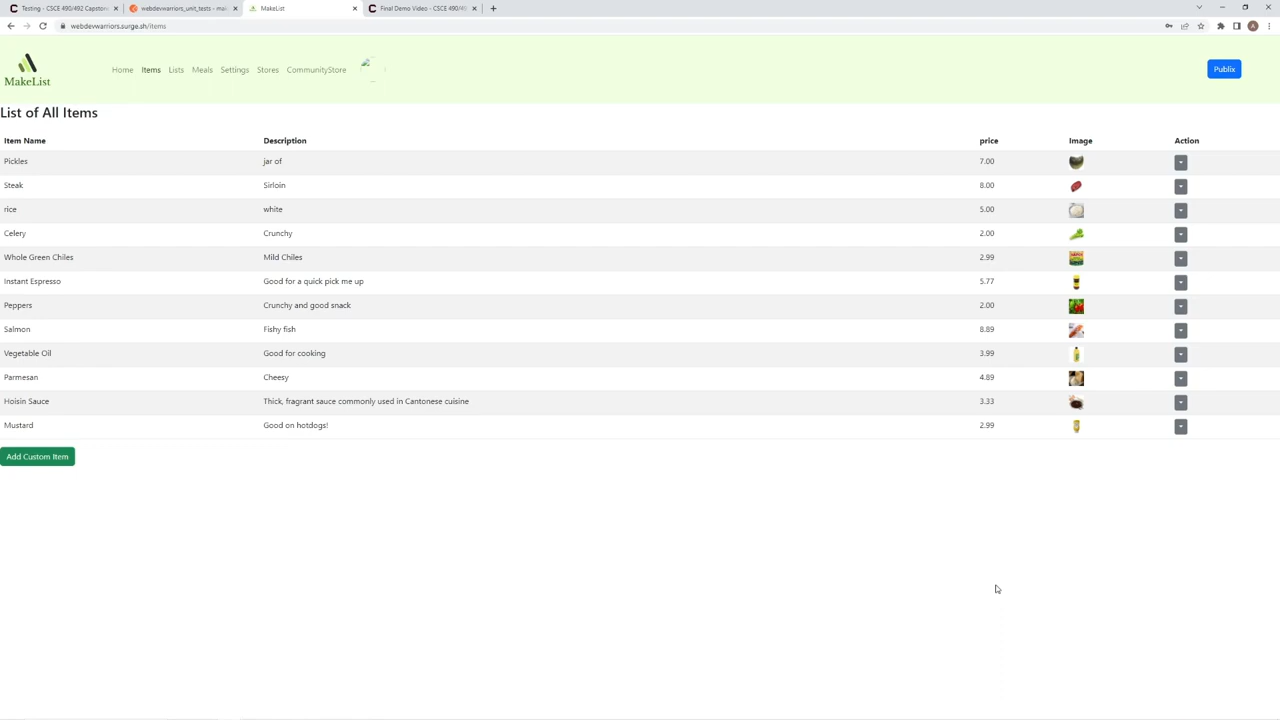 Testing - CSCE 490/492 Capston
webdevwarriors_unit_tests - mai
MakeList
Final Demo Video - CSCE 490/49
webdevwarriors.surge.sh/items
A
MakeList
Home Items Lists Meals Settings Stores CommunityStore
Publix
List of All Items
Item Name Description price Image Action
Pickles jar of 7.00
Steak Sirloin 8.00
rice white 5.00
Celery Crunchy 2.00
Whole Green Chiles Mild Chiles 2.99
Instant Espresso Good for a quick pick me up 5.77
Peppers Crunchy and good snack 2.00
Salmon Fishy fish 8.89
Vegetable Oil Good for cooking 3.99
Parmesan Cheesy 4.89
Hoisin Sauce Thick, fragrant sauce commonly used in Cantonese cuisine 3.33
Mustard Good on hotdogs! 2.99
Add Custom Item